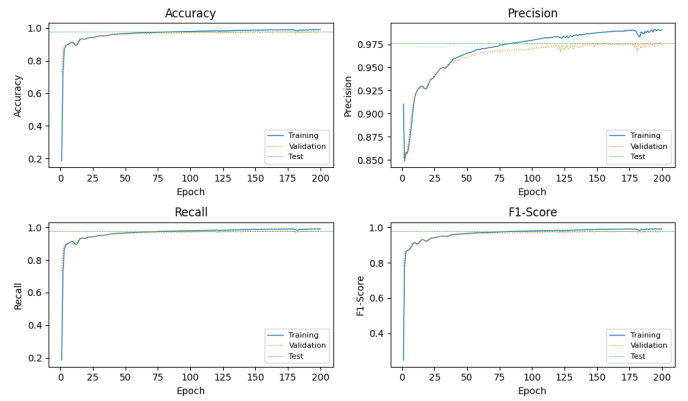 Accuracy
Accuracy
1.0
0.8
0.6
0.4
0.2
0 25 50 75 100 125 150 175 200
Epoch
Training
Validation
Test
Precision
Precision
0.975
0.950
0.925
0.900
0.875
0.850
0 25 50 75 100 125 150 175 200
Epoch
Training
Validation
Test
Recall
Recall
1.0
0.8
0.6
0.4
0.2
0 25 50 75 100 125 150 175 200
Epoch
Training
Validation
Test
F1-Score
F1-Score
1.0
0.8
0.6
0.4
0 25 50 75 100 125 150 175 200
Epoch
Training
Validation
Test